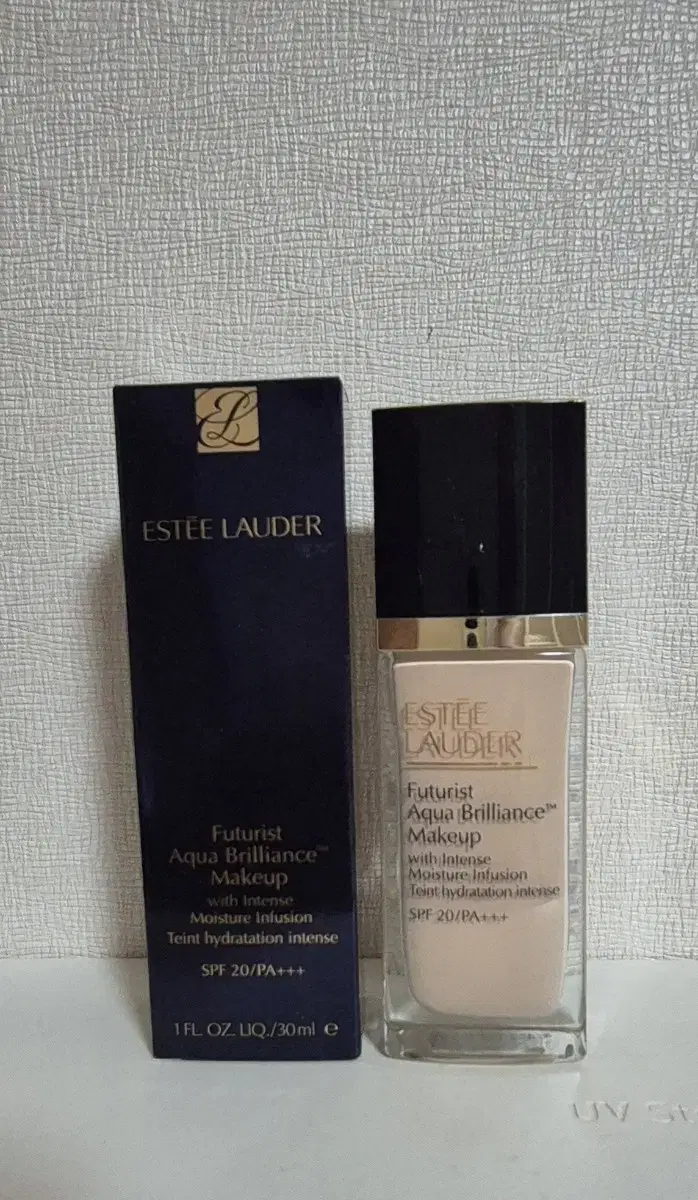 ESTĒE LAUDER
Futurist
Aqua Brilliance™
Makeup
with Intense
Moisture Infusion
Teint hydratation intense
SPF 20/PA+++
1 FL. OZ. LIQ./30ml e
ESTĒE
LAUDER
Futurist
Aqua Brilliance™
Makeup
with Intense
Moisture Infusion
Teint hydratation intense
SPF 20/PA+++
UV